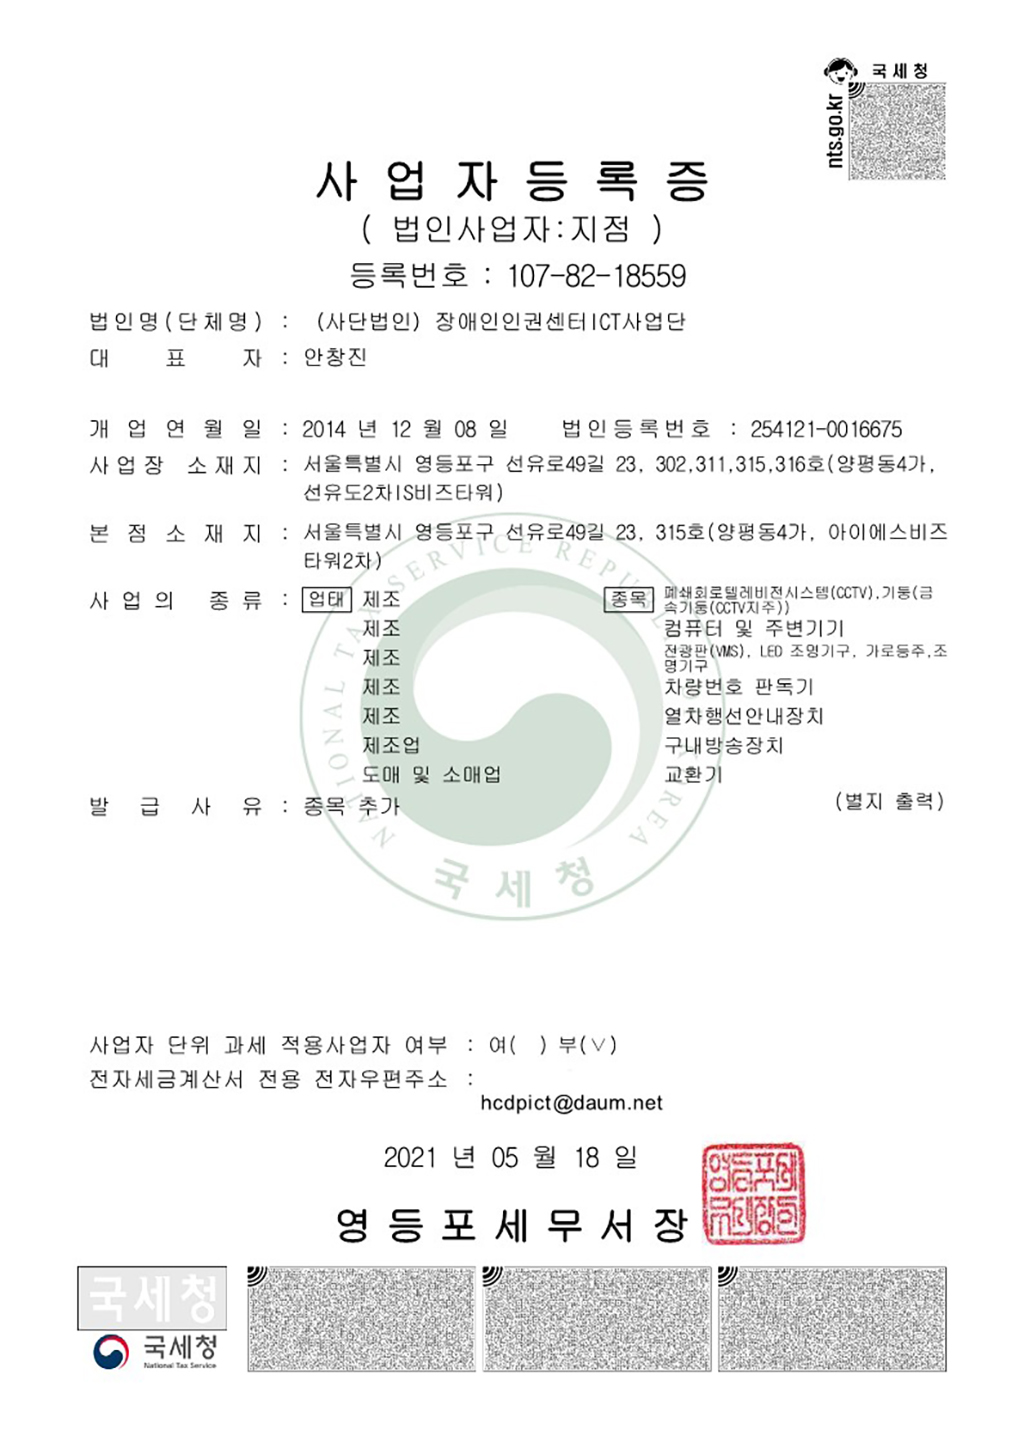 국세청
nts.go.kr
사업자등록증
( 법인사업자:지점 )
등록번호 : 107-82-18559
법인명(단체명) : (사단법인) 장애인인권센터ICT사업단
대 표 자 : 안창진
개 업 연 월 일 : 2014 년 12 월 08 일 법인등록번호 : 254121-0016675
사업장 소재지 : 서울특별시 영등포구 선유로49길 23, 302,311,315,316호(양평동4가,
선유도2차IS비즈타워)
본 점 소 재 지 : 서울특별시 영등포구 선유로49길 23, 315호(양평동4가, 아이에스비즈
타워2차)
사업의 종류 : 업태 제조 종목 폐쇄회로텔레비전시스템(CCTV),기둥(금
속기둥(CCTV지주))
제조 컴퓨터 및 주변기기
제조 전광판(VMS), LED 조명기구, 가로등주,조
명기구
제조 차량번호 판독기
제조 열차행선안내장치
제조업 구내방송장치
도매 및 소매업 교환기
발 급 사 유 : 종목 추가
(별지 출력)
NATIONAL TAX SERVICE REPUBLIC OF KOREA
국세청
사업자 단위 과세 적용사업자 여부 : 여( ) 부(∨)
전자세금계산서 전용 전자우편주소 :
hcdpict@daum.net
2021 년 05 월 18 일
영등포세무서장
국세청
국세청
National Tax Service